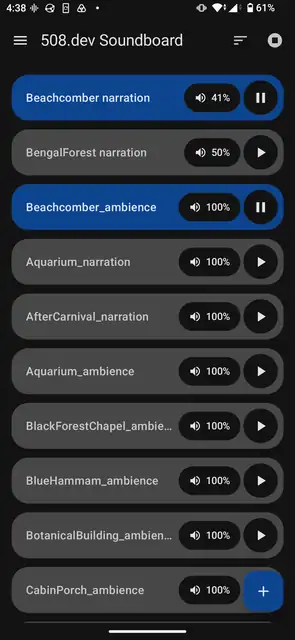 4:38
61%
508.dev Soundboard
Beachcomber narration 41%
BengalForest narration 50%
Beachcomber_ambience 100%
Aquarium_narration 100%
AfterCarnival_narration 100%
Aquarium_ambience 100%
BlackForestChapel_ambie... 100%
BlueHammam_ambience 100%
BotanicalBuilding_ambien... 100%
CabinPorch_ambience 100%